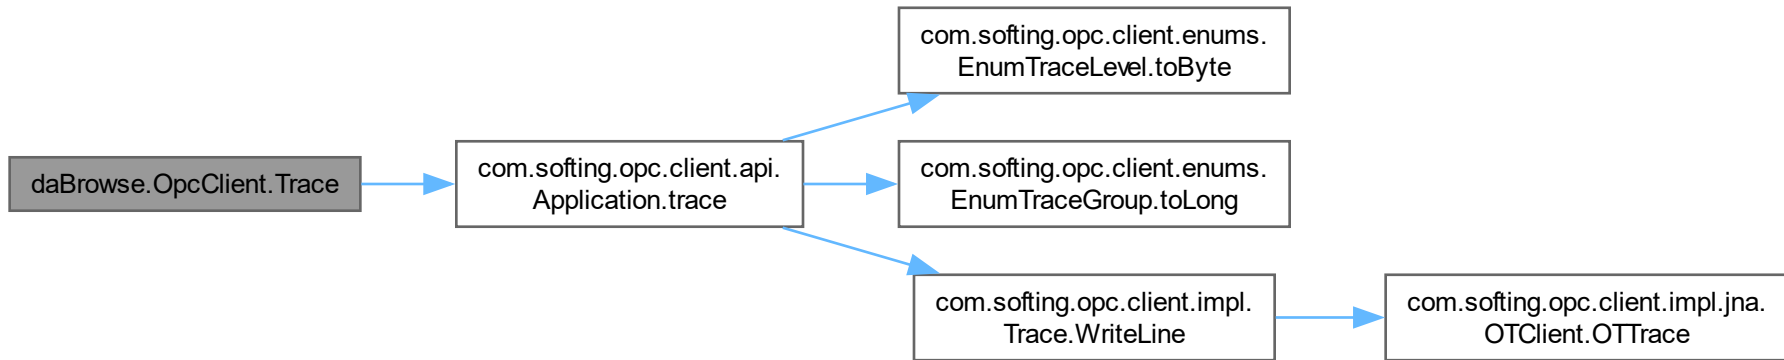 daBrowse.OpcClient.Trace
com.softing.opc.client.api.
Application.trace
com.softing.opc.client.enums.
EnumTraceLevel.toByte
com.softing.opc.client.enums.
EnumTraceGroup.toLong
com.softing.opc.client.impl.
Trace.WriteLine
com.softing.opc.client.impl.jna.
OTClient.OTTrace